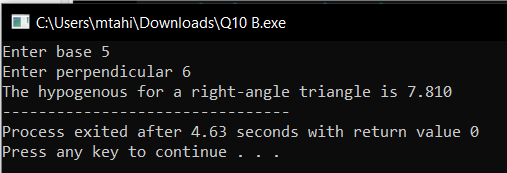 C:\Users\mtahi\Downloads\Q10 B.exe
Enter base 5
Enter perpendicular 6
The hypogenous for a right-angle triangle is 7.810
--------------------------------
Process exited after 4.63 seconds with return value 0
Press any key to continue . . .